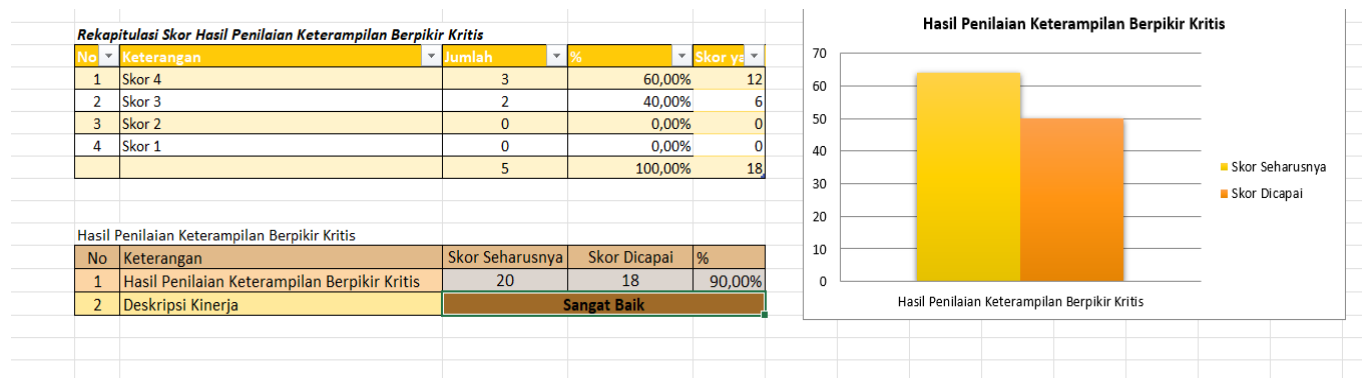 Rekapitulasi Skor Hasil Penilaian Keterampilan Berpikir Kritis
No Keterangan Jumlah % Skor ya
1 Skor 4 3 60,00% 12
2 Skor 3 2 40,00% 6
3 Skor 2 0 0,00% 0
4 Skor 1 0 0,00% 0
5 100,00% 18
Hasil Penilaian Keterampilan Berpikir Kritis
No Keterangan Skor Seharusnya Skor Dicapai %
1 Hasil Penilaian Keterampilan Berpikir Kritis 20 18 90,00%
2 Deskripsi Kinerja Sangat Baik
Hasil Penilaian Keterampilan Berpikir Kritis
70
60
50
40
30
20
10
0
Hasil Penilaian Keterampilan Berpikir Kritis
Skor Seharusnya
Skor Dicapai